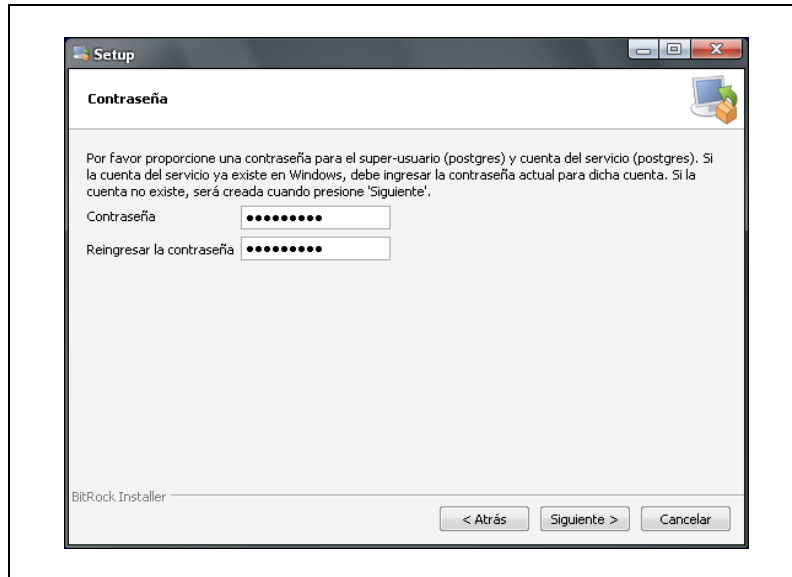 Setup
Contraseña
Por favor proporcione una contraseña para el super-usuario (postgres) y cuenta del servicio (postgres). Si
la cuenta del servicio ya existe en Windows, debe ingresar la contraseña actual para dicha cuenta. Si la
cuenta no existe, será creada cuando presione 'Siguiente'.
Contraseña •••••••••
Reingresar la contraseña •••••••••
BitRock Installer
< Atrás Siguiente > Cancelar